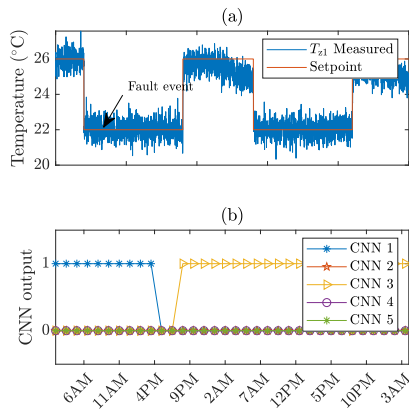 (a)
Temperature (°C)
26
24
22
20
T_z1 Measured
Setpoint
Fault event
(b)
CNN output
1
0
CNN 1
CNN 2
CNN 3
CNN 4
CNN 5
6AM 11AM 4PM 9PM 2AM 7AM 12PM 5PM 10PM 3AM